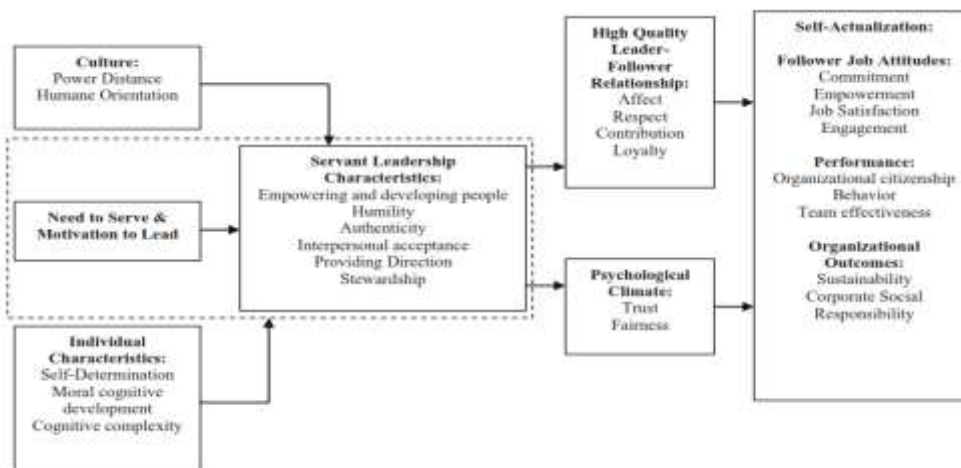 Culture:
Power Distance
Humane Orientation
Need to Serve &
Motivation to Lead
Individual
Characteristics:
Self-Determination
Moral cognitive
development
Cognitive complexity
Servant Leadership
Characteristics:
Empowering and developing people
Humility
Authenticity
Interpersonal acceptance
Providing Direction
Stewardship
High Quality
Leader-
Follower
Relationship:
Affect
Respect
Contribution
Loyalty
Psychological
Climate:
Trust
Fairness
Self-Actualization:
Follower Job Attitudes:
Commitment
Empowerment
Job Satisfaction
Engagement
Performance:
Organizational citizenship
Behavior
Team effectiveness
Organizational
Outcomes:
Sustainability
Corporate Social
Responsibility